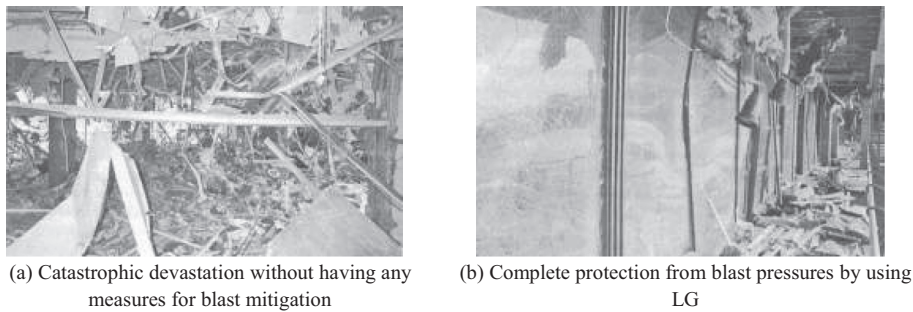 (a) Catastrophic devastation without having any
measures for blast mitigation
(b) Complete protection from blast pressures by using
LG